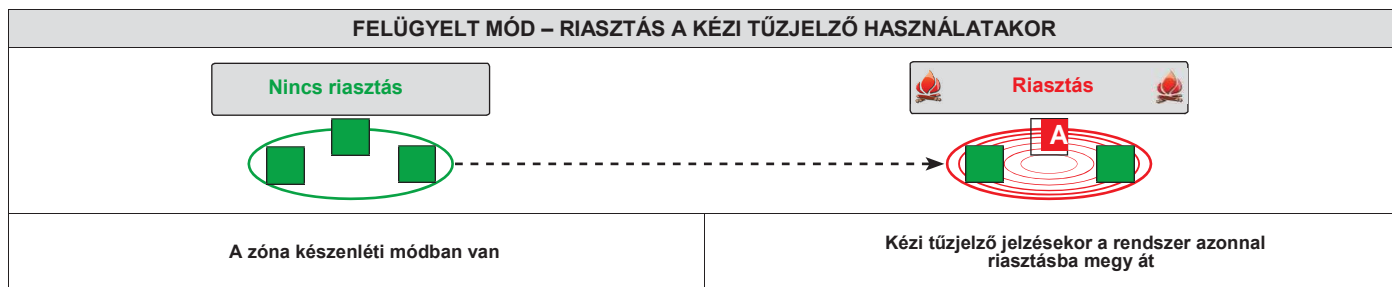 FELÜGYELT MÓD – RIASZTÁS A KÉZI TŰZJELZŐ HASZNÁLATAKOR
Nincs riasztás
Riasztás
A
A zóna készenléti módban van
Kézi tűzjelző jelzésekor a rendszer azonnal
riasztásba megy át